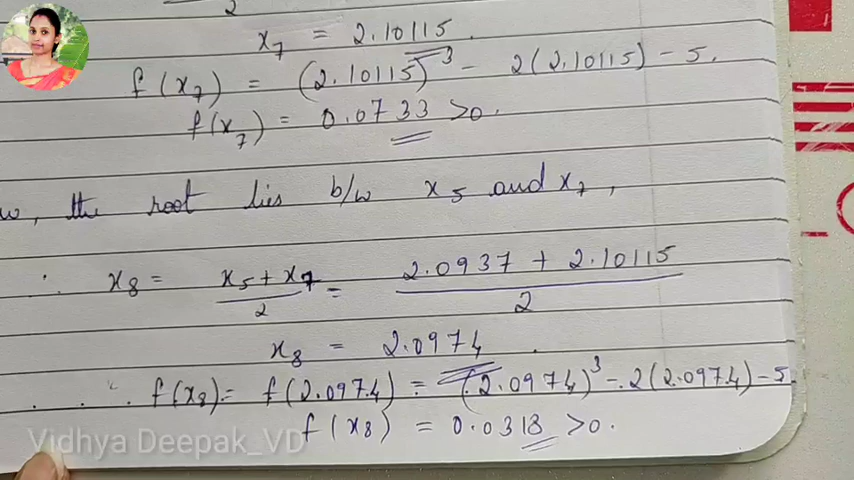 2
x₇ = 2.10115.
f(x₇) = (2.10115)³ - 2(2.10115) - 5.
f(x₇) = 0.0733 >0.
the root lies b/w x₅ and x₇,
∴ x₈ = x₅ + x₇ / 2 = 2.0937 + 2.10115 / 2
x₈ = 2.0974.
∴ f(x₈) = f(2.0974) = (2.0974)³ - 2(2.0974) - 5
f(x₈) = 0.0318 >0.
Vidhya Deepak_VD